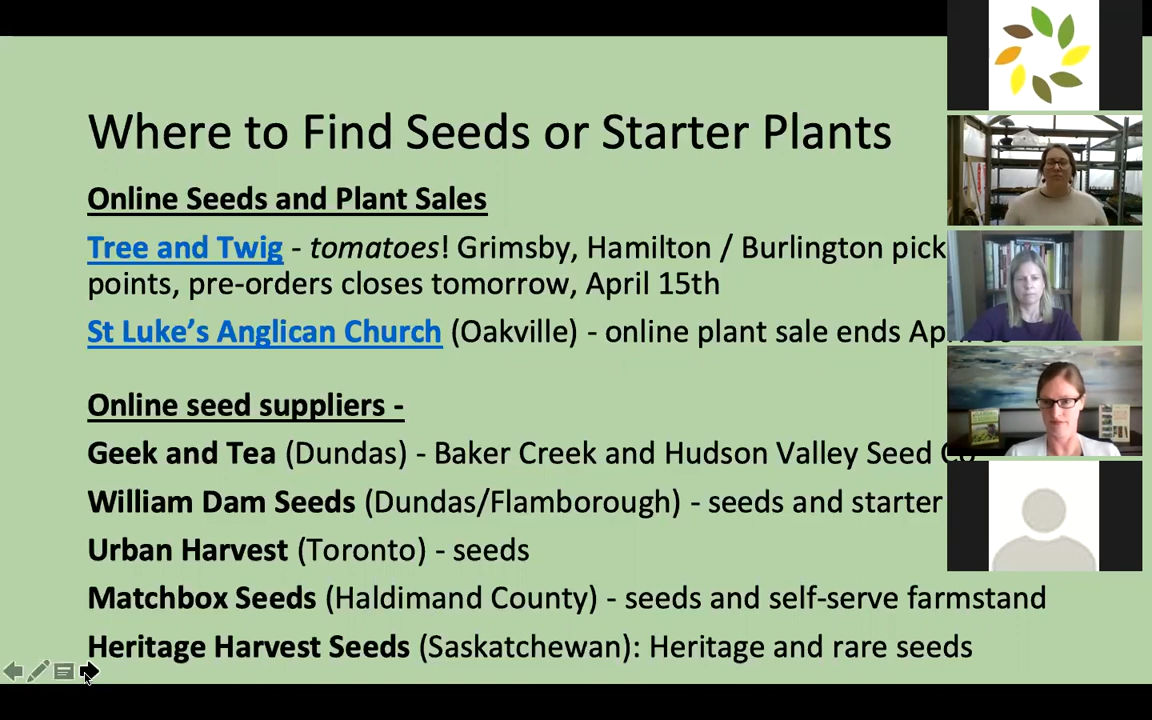 Where to Find Seeds or Starter Plants
Online Seeds and Plant Sales
Tree and Twig - tomatoes! Grimsby, Hamilton / Burlington pick
points, pre-orders closes tomorrow, April 15th
St Luke's Anglican Church (Oakville) - online plant sale ends
Online seed suppliers -
Geek and Tea (Dundas) - Baker Creek and Hudson Valley Seed Co
William Dam Seeds (Dundas/Flamborough) - seeds and starter
Urban Harvest (Toronto) - seeds
Matchbox Seeds (Haldimand County) - seeds and self-serve farmstand
Heritage Harvest Seeds (Saskatchewan): Heritage and rare seeds